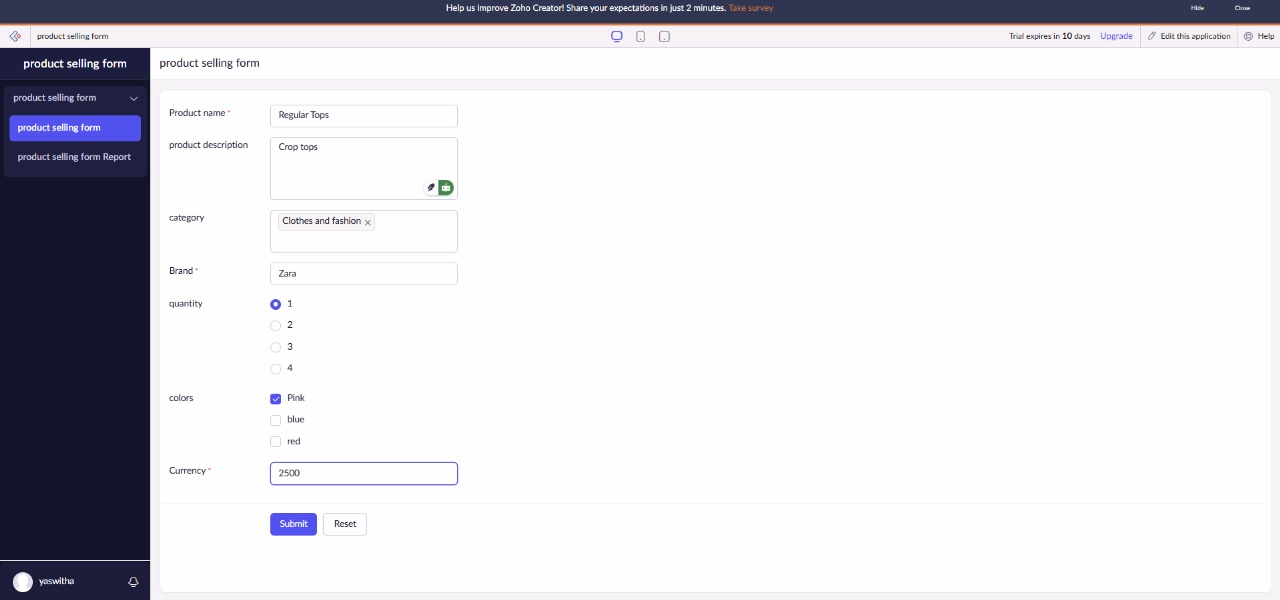 Help us improve Zoho Creator! Share your expectations in just 2 minutes. Take survey
Hide
Close
product selling form
Trial expires in 10 days
Upgrade
Edit this application
Help
product selling form
product selling form
product selling form
product selling form
product selling form Report
Product name *
Regular Tops
product description
Crop tops
category
Clothes and fashion
Brand *
Zara
quantity
1
2
3
4
colors
Pink
blue
red
Currency *
2500
Submit
Reset
yaswitha